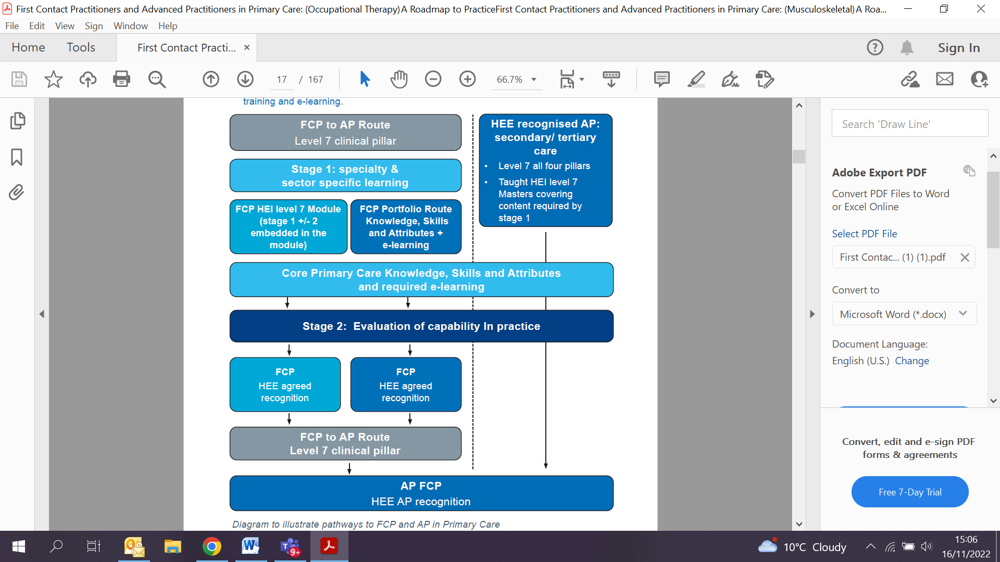 First Contact Practitioners and Advanced Practitioners in Primary Care: (Occupational Therapy) A Roadmap to PracticeFirst Contact Practitioners and Advanced Practitioners in Primary Care: (Musculoskeletal) A Roa...
File Edit View Sign Window Help
Home Tools First Contact Practi... × Sign In
17 / 167 66.7%
training and e-learning.
FCP to AP Route
Level 7 clinical pillar
Stage 1: specialty &
sector specific learning
FCP HEI level 7 Module
(stage 1 +/- 2
embedded in the
module)
FCP Portfolio Route
Knowledge, Skills
and Attributes +
e-learning
HEE recognised AP:
secondary/ tertiary
care
• Level 7 all four pillars
• Taught HEI level 7
Masters covering
content required by
stage 1
Core Primary Care Knowledge, Skills and Attributes
and required e-learning
Stage 2: Evaluation of capability In practice
FCP
HEE agreed
recognition
FCP
HEE agreed
recognition
FCP to AP Route
Level 7 clinical pillar
AP FCP
HEE AP recognition
Diagram to illustrate pathways to FCP and AP in Primary Care
Search 'Draw Line'
Adobe Export PDF
Convert PDF Files to Word
or Excel Online
Select PDF File
First Contac... (1) (1).pdf
Convert to
Microsoft Word (*.docx)
Document Language:
English (U.S.) Change
Convert, edit and e-sign PDF
forms & agreements
Free 7-Day Trial
9+
10°C Cloudy
15:06
16/11/2022